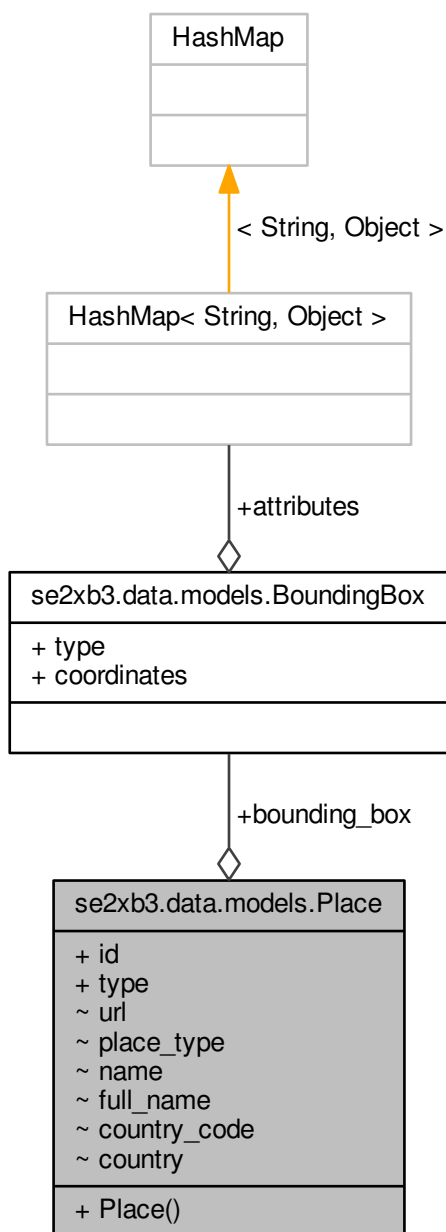 HashMap
< String, Object >
HashMap< String, Object >
+attributes
se2xb3.data.models.BoundingBox
+ type
+ coordinates
+bounding_box
se2xb3.data.models.Place
+ id
+ type
~ url
~ place_type
~ name
~ full_name
~ country_code
~ country
+ Place()